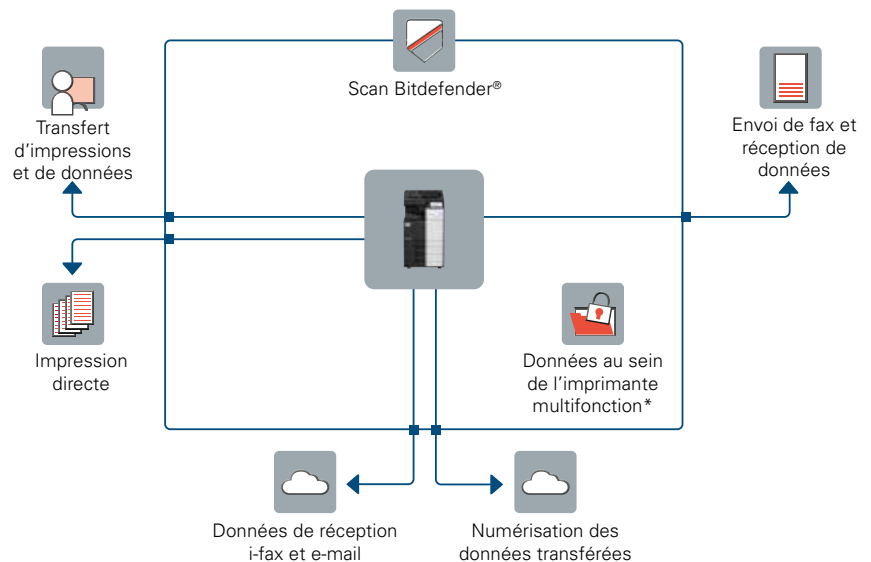 Scan Bitdefender®
Transfert
d'impressions
et de données
Envoi de fax et
réception de
données
Impression
directe
Données au sein
de l'imprimante
multifonction*
Données de réception
i-fax et e-mail
Numérisation des
données transférées